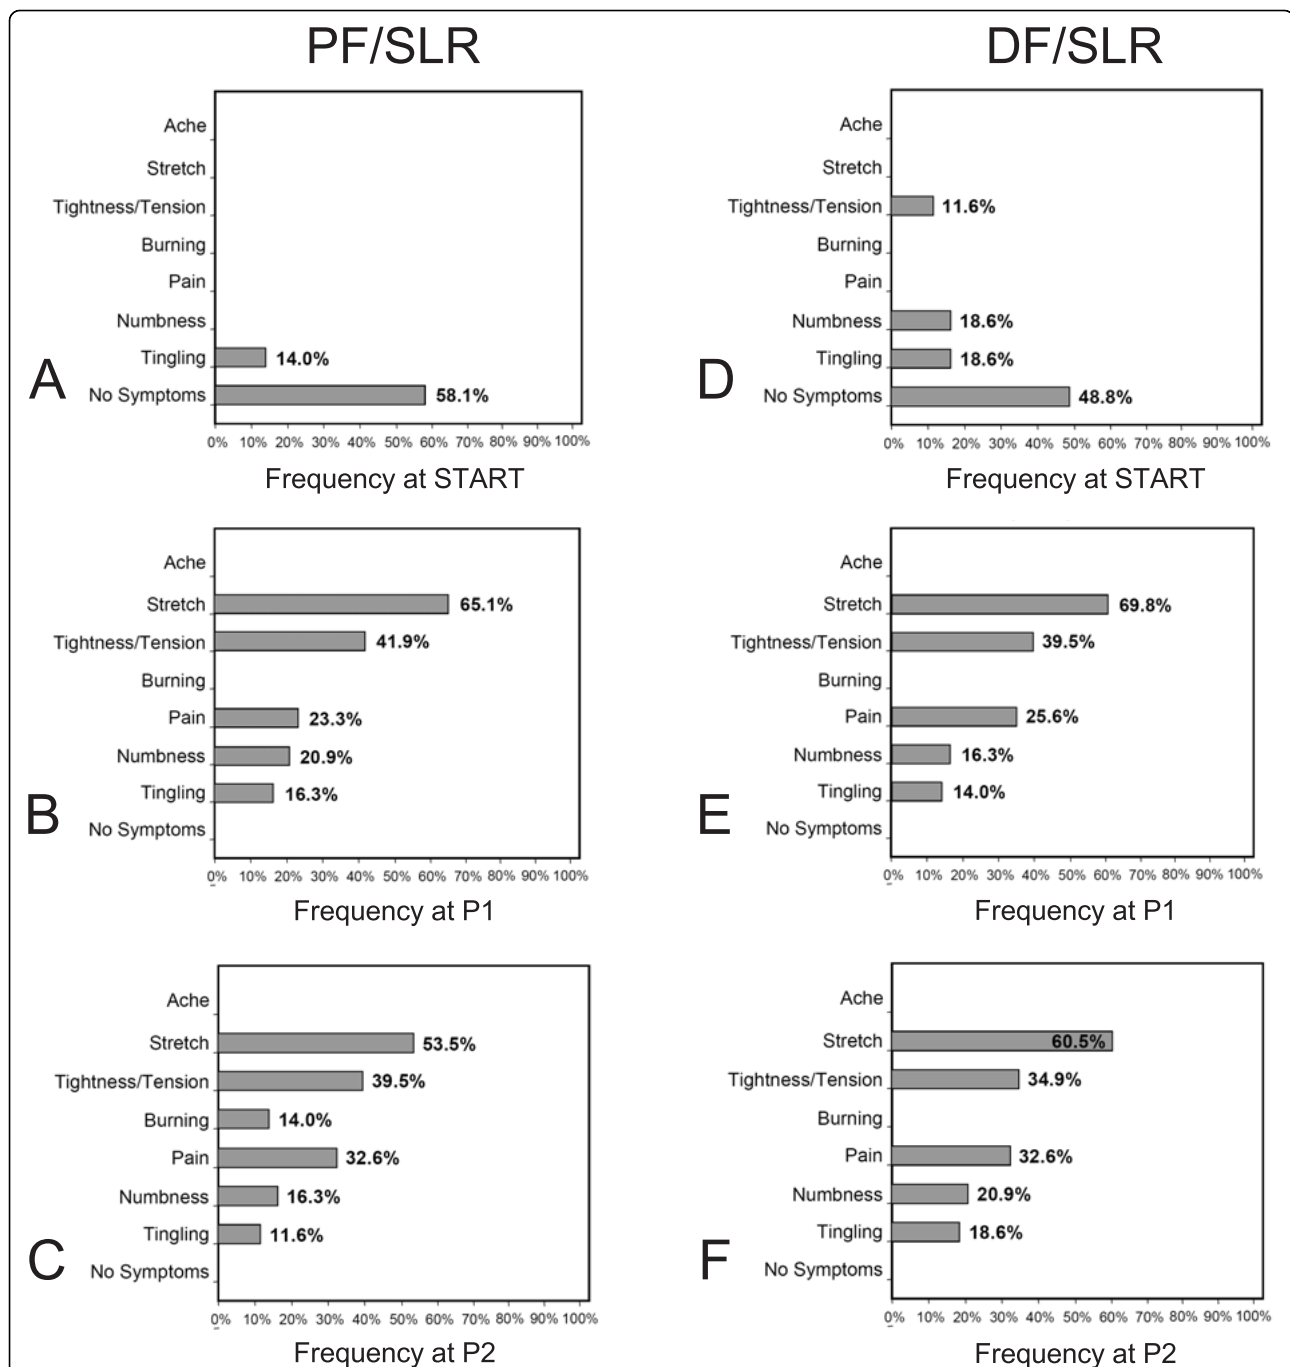 PF/SLR
DF/SLR
A
Ache
Stretch
Tightness/Tension
Burning
Pain
Numbness
Tingling 14.0%
No Symptoms 58.1%
0% 10% 20% 30% 40% 50% 60% 70% 80% 90% 100%
Frequency at START
D
Ache
Stretch
Tightness/Tension 11.6%
Burning
Pain
Numbness 18.6%
Tingling 18.6%
No Symptoms 48.8%
0% 10% 20% 30% 40% 50% 60% 70% 80% 90% 100%
Frequency at START
B
Ache
Stretch 65.1%
Tightness/Tension 41.9%
Burning
Pain 23.3%
Numbness 20.9%
Tingling 16.3%
No Symptoms
0% 10% 20% 30% 40% 50% 60% 70% 80% 90% 100%
Frequency at P1
E
Ache
Stretch 69.8%
Tightness/Tension 39.5%
Burning
Pain 25.6%
Numbness 16.3%
Tingling 14.0%
No Symptoms
0% 10% 20% 30% 40% 50% 60% 70% 80% 90% 100%
Frequency at P1
C
Ache
Stretch 53.5%
Tightness/Tension 39.5%
Burning 14.0%
Pain 32.6%
Numbness 16.3%
Tingling 11.6%
No Symptoms
0% 10% 20% 30% 40% 50% 60% 70% 80% 90% 100%
Frequency at P2
F
Ache
Stretch 60.5%
Tightness/Tension 34.9%
Burning
Pain 32.6%
Numbness 20.9%
Tingling 18.6%
No Symptoms
0% 10% 20% 30% 40% 50% 60% 70% 80% 90% 100%
Frequency at P2